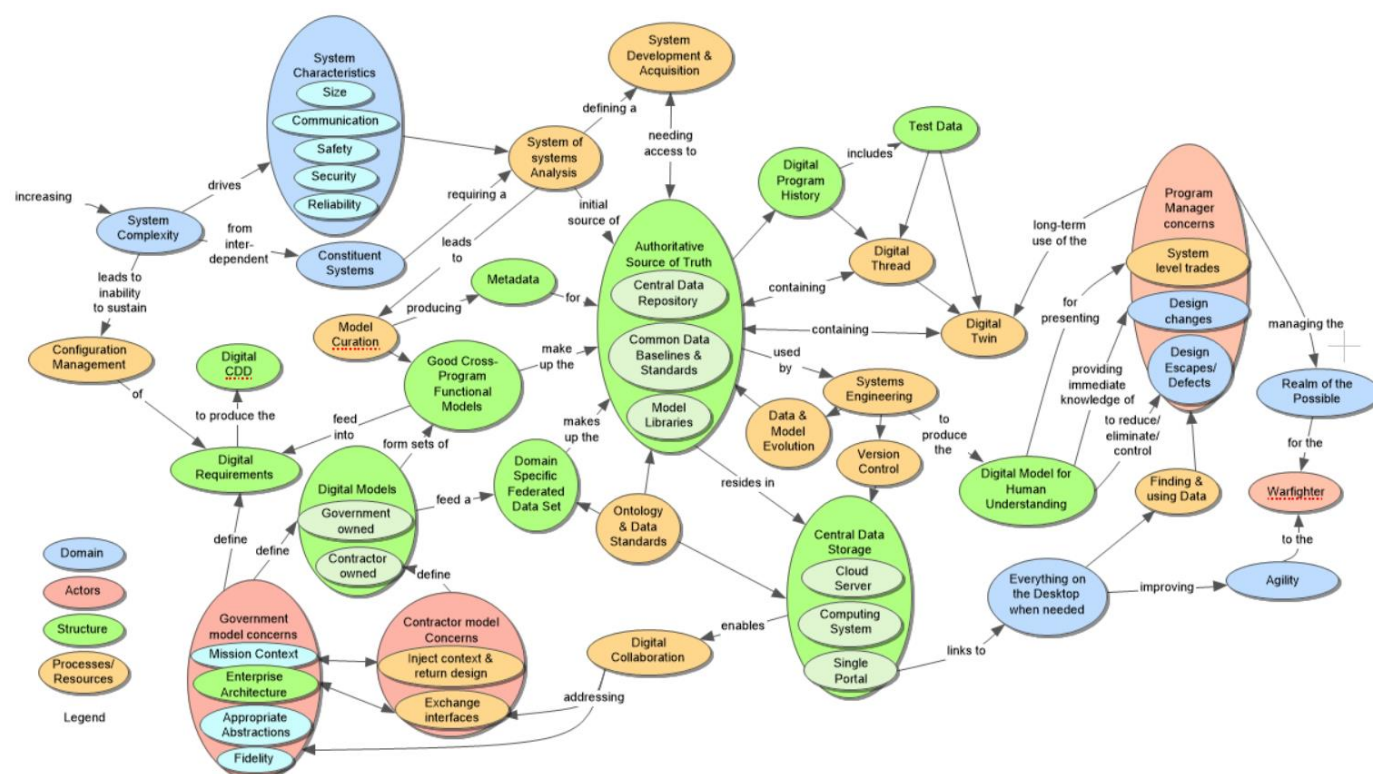 System
Characteristics
Size
Communication
Safety
Security
Reliability
System
Development &
Acquisition
defining a
needing
access to
System of
systems
Analysis
requiring a
initial
source of
increasing
drives
System
Complexity
from
inter-
dependent
Constituent
Systems
leads to
inability
to sustain
Configuration
Management
of
leads
to
Metadata
for
producing
Model
Curation
Digital
CDD
to produce the
Good Cross-
Program
Functional
Models
make
up the
feed
into
form sets of
Digital
Requirements
Authoritative
Source of Truth
Central Data
Repository
Common Data
Baselines &
Standards
Model
Libraries
Digital
Program
History
includes
Test Data
Digital
Thread
containing
containing
Digital
Twin
used
by
Systems
Engineering
Data &
Model
Evolution
Version
Control
to
produce
the
long-term
use of the
Program
Manager
concerns
System
level trades
Design
changes
Design
Escapes/
Defects
for
presenting
providing
immediate
knowledge of
to reduce/
eliminate/
control
managing the
Realm of the
Possible
for the
Warfighter
to the
Agility
improving
Digital Model for
Human
Understanding
Finding &
using Data
Everything on
the Desktop
when needed
links to
makes
up the
Domain
Specific
Federated
Data Set
feed a
Digital Models
Government
owned
Contractor
owned
Ontology
& Data
Standards
resides in
Central Data
Storage
Cloud
Server
Computing
System
Single
Portal
enables
Digital
Collaboration
addressing
define
define
define
Government
model concerns
Mission Context
Enterprise
Architecture
Appropriate
Abstractions
Fidelity
Contractor model
Concerns
Inject context &
return design
Exchange
interfaces
Domain
Actors
Structure
Processes/
Resources
Legend